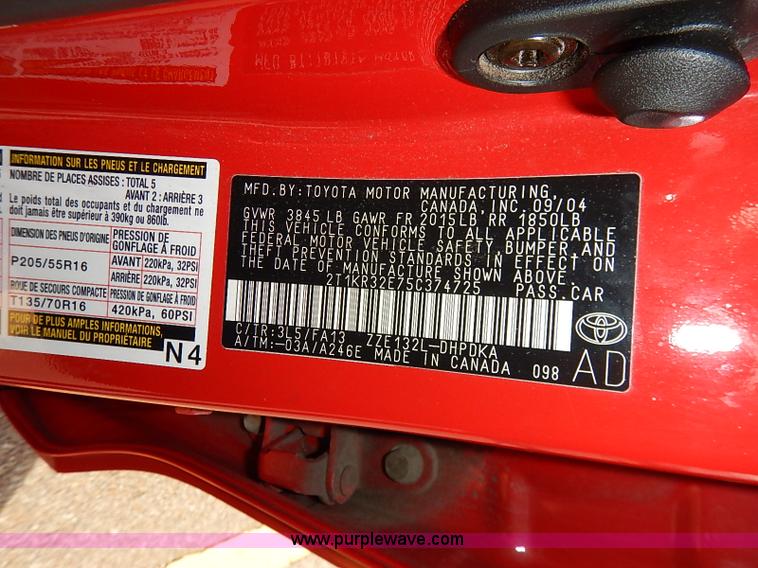 INFORMATION SUR LES PNEUS ET LE CHARGEMENT
NOMBRE DE PLACES ASSISES : TOTAL 5
AVANT 2 : ARRIÈRE 3
Le poids total des occupants et du chargement ne
doit jamais être supérieur à 390kg ou 860lb.
DIMENSION DES PNEUS D'ORIGINE
PRESSION DE GONFLAGE À FROID
P205/55R16
AVANT 220kPa, 32PSI
ARRIÈRE 220kPa, 32PSI
ROUE DE SECOURS COMPACTE
PRESSION DE GONFLAGE À FROID
T135/70R16
420kPa, 60PSI
POUR DE PLUS AMPLES INFORMATIONS,
VOIR LE MANUEL DU PROPRIÉTAIRE
N4
MFD.BY:TOYOTA MOTOR MANUFACTURING,
CANADA INC. 09/04
GVWR 3845 LB GAWR FR 2015LB RR 1850LB
THIS VEHICLE CONFORMS TO ALL APPLICABLE
FEDERAL MOTOR VEHICLE SAFETY,BUMPER,AND
THEFT PREVENTION STANDARDS IN EFFECT ON
THE DATE OF MANUFACTURE SHOWN ABOVE.
2T1KR32E75C374725 PASS.CAR
C/TR:3L5/FA13 ZZE132L-DHPDKA
A/TM:-03A/A246E MADE IN CANADA 098
AD
www.purplewave.com